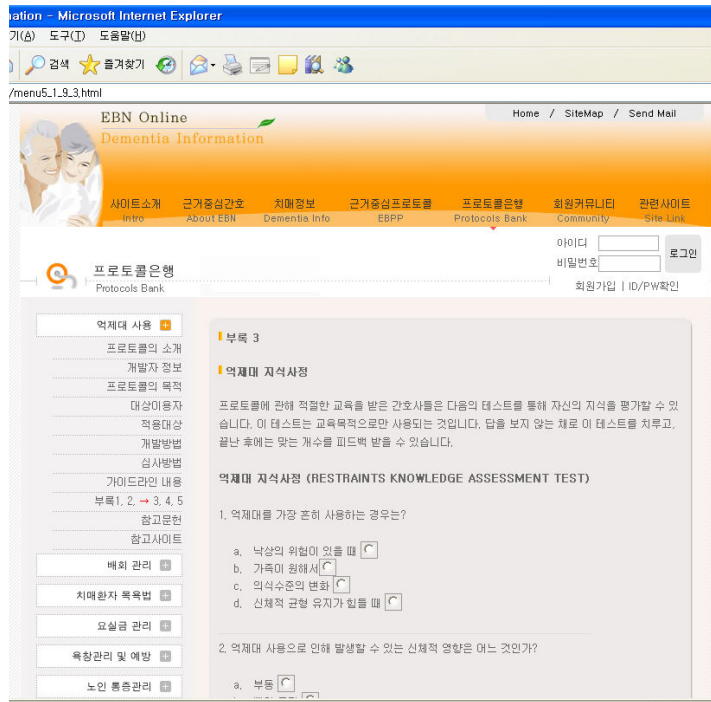 ation - Microsoft Internet Explorer
기(A) 도구(T) 도움말(H)
검색 즐겨찾기
/menu5_1_9_3.html
EBN Online
Dementia Information
Home / SiteMap / Send Mail
사이트소개 근거중심간호 치매정보 근거중심프로토콜 프로토콜은행 회원커뮤니티 관련사이트
Intro About EBN Dementia Info EBPP Protocols Bank Community Site Link
아이디
비밀번호
로그인
회원가입 | ID/PW확인
프로토콜은행
Protocols Bank
억제대 사용
프로토콜의 소개
개발자 정보
프로토콜의 목적
대상이용자
적용대상
개발방법
심사방법
가이드라인 내용
부록1, 2, → 3, 4, 5
참고문헌
참고사이트
배회 관리
치매환자 목욕법
요실금 관리
욕창관리 및 예방
노인 통증관리
부록 3
억제대 지식사정
프로토콜에 관해 적절한 교육을 받은 간호사들은 다음의 테스트를 통해 자신의 지식을 평가할 수 있
습니다. 이 테스트는 교육목적으로만 사용되는 것입니다. 답을 보지 않는 채로 이 테스트를 치루고,
끝난 후에는 맞는 개수를 피드백 받을 수 있습니다.
억제대 지식사정 (RESTRAINTS KNOWLEDGE ASSESSMENT TEST)
1. 억제대를 가장 흔히 사용하는 경우는?
a. 낙상의 위험이 있을 때
b. 가족이 원해서
c. 의식수준의 변화
d. 신체적 균형 유지가 힘들 때
2. 억제대 사용으로 인해 발생할 수 있는 신체적 영향은 어느 것인가?
a. 부동